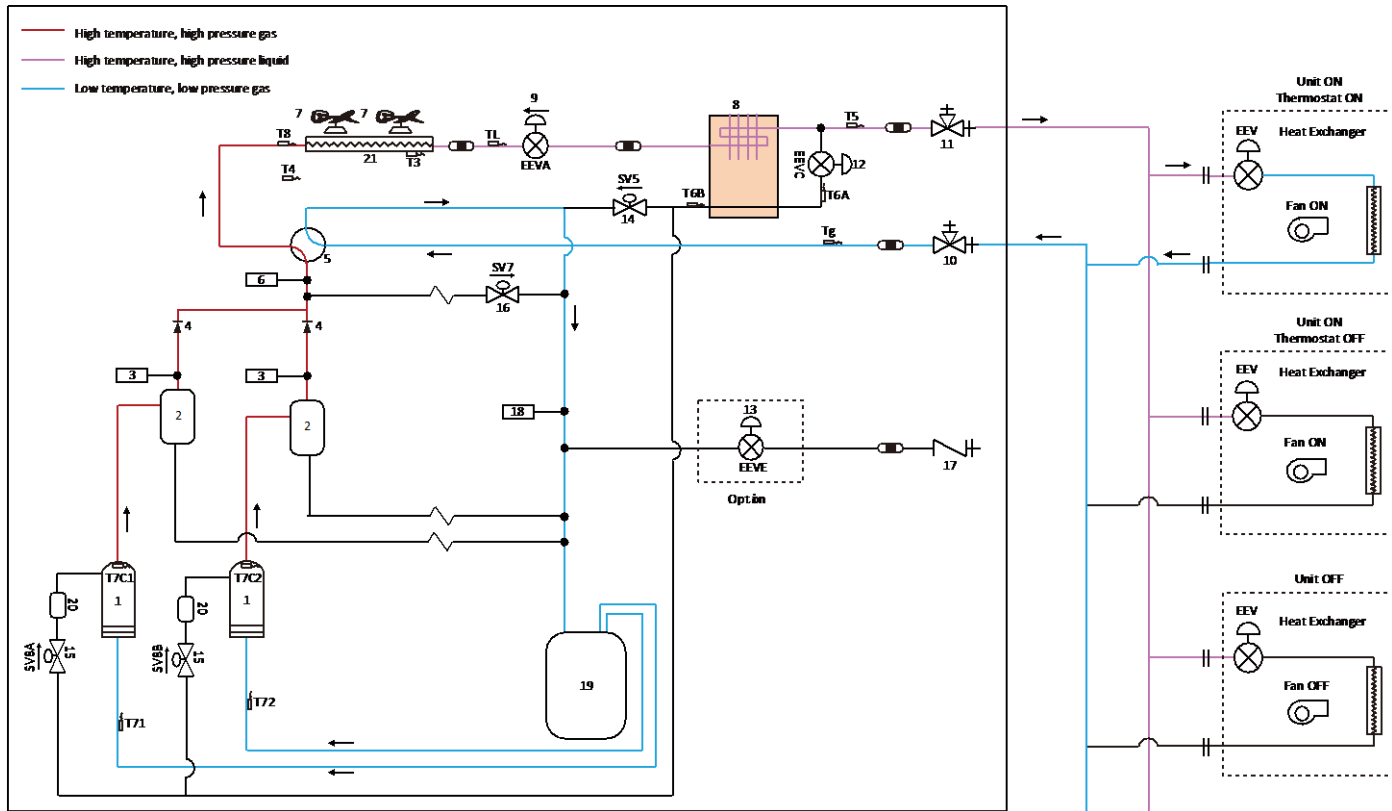 High temperature, high pressure gas
High temperature, high pressure liquid
Low temperature, low pressure gas
7
7
T8
T4
21
T3
TL
9
EEVA
8
T5
11
EEVC
12
T6A
T6B
SV5
14
Tg
10
5
6
SV7
16
4
4
3
3
2
2
18
13
EEVE
Option
17
T7C1
1
T7C2
1
20
20
SV8A
15
SV8B
15
T71
T72
19
Unit ON
Thermostat ON
EEV
Heat Exchanger
Fan ON
Unit ON
Thermostat OFF
EEV
Heat Exchanger
Fan ON
Unit OFF
EEV
Heat Exchanger
Fan OFF